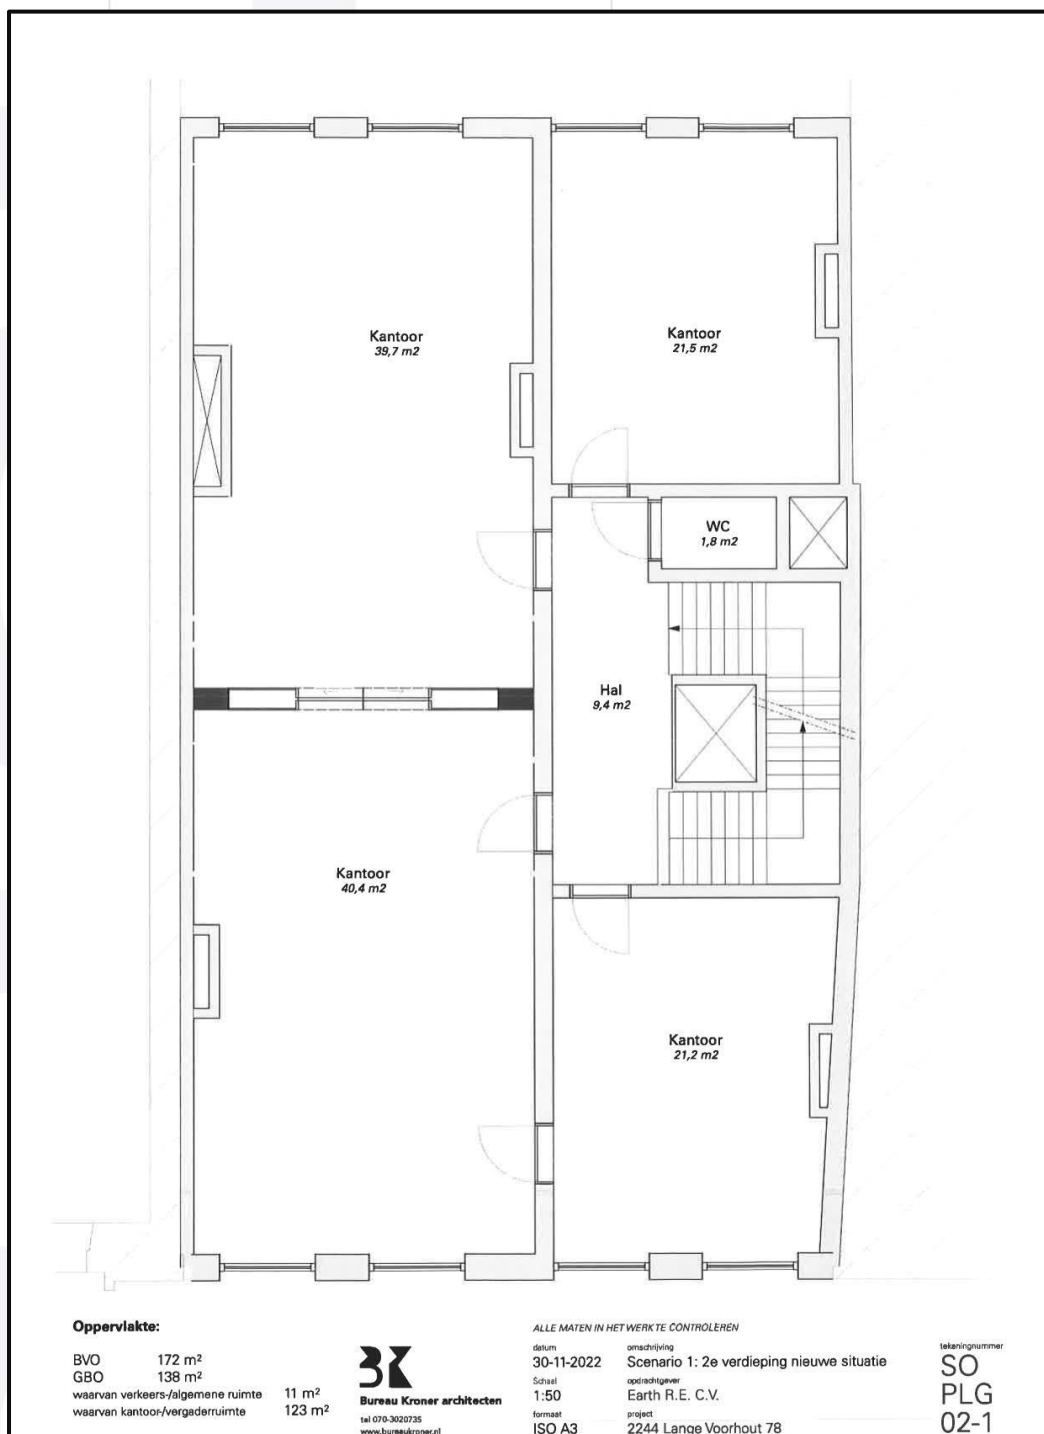 Kantoor
39,7 m2
Kantoor
21,5 m2
WC
1,8 m2
Hal
9,4 m2
Kantoor
40,4 m2
Kantoor
21,2 m2
Oppervlakte:
BVO 172 m²
GBO 138 m²
waarvan verkeers-/algemene ruimte 11 m²
waarvan kantoor-/vergaderruimte 123 m²
BK
Bureau Kroner architecten
tel 070-3020735
www.bureaukroner.nl
ALLE MATEN IN HET WERK TE CONTROLEREN
datum
30-11-2022
Schaal
1:50
formaat
ISO A3
omschrijving
Scenario 1: 2e verdieping nieuwe situatie
opdrachtgever
Earth R.E. C.V.
project
2244 Lange Voorhout 78
tekeningnummer
SO
PLG
02-1